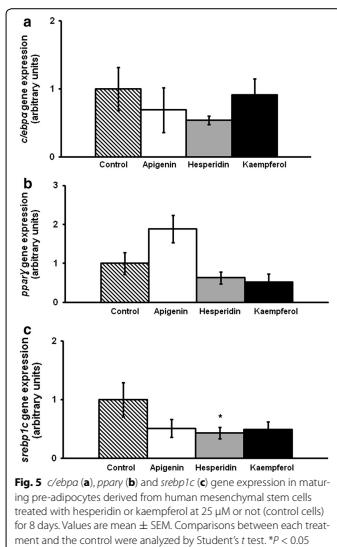 a
c/ebpα gene expression
(arbitrary units)
2
1
0
Control Apigenin Hesperidin Kaempferol
b
pparɣ gene expression
(arbitrary units)
3
2
1
0
Control Apigenin Hesperidin Kaempferol
c
srebp1c gene expression
(arbitrary units)
2
1
0
*
Control Apigenin Hesperidin Kaempferol
Fig. 5 c/ebpα (a), pparγ (b) and srebp1c (c) gene expression in matur-
ing pre-adipocytes derived from human mesenchymal stem cells
treated with hesperidin or kaempferol at 25 μM or not (control cells)
for 8 days. Values are mean ± SEM. Comparisons between each treat-
ment and the control were analyzed by Student's t test. *P < 0.05